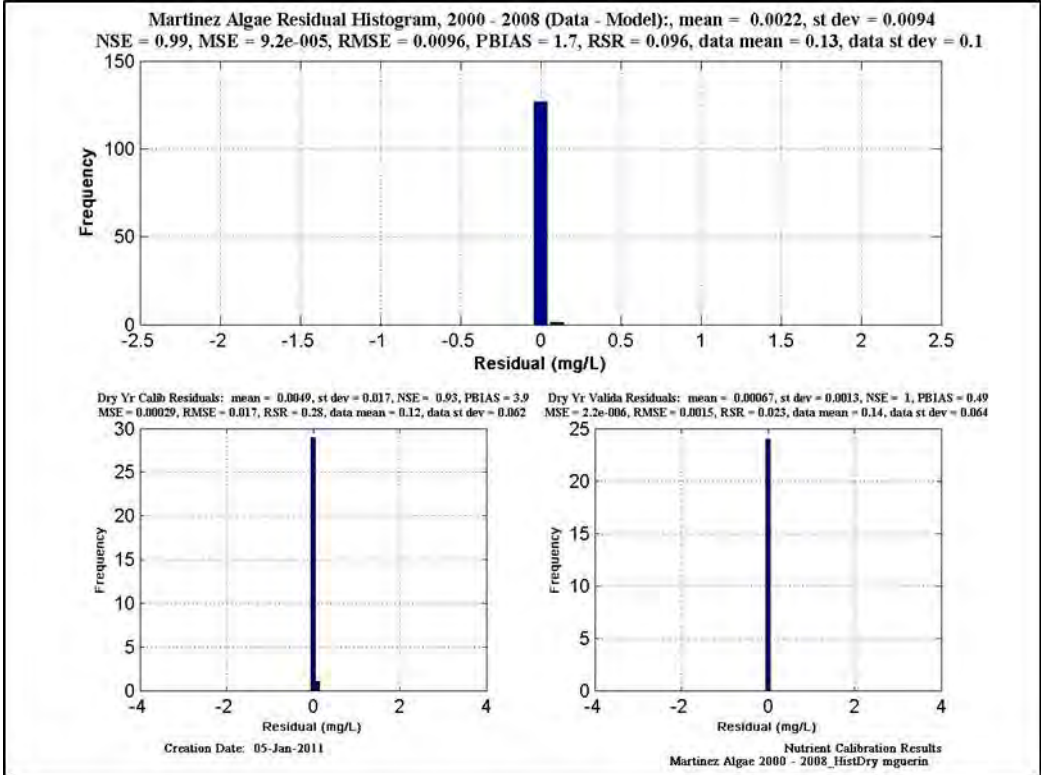 Martinez Algae Residual Histogram, 2000 - 2008 (Data - Model):, mean = 0.0022, st dev = 0.0094
NSE = 0.99, MSE = 9.2e-005, RMSE = 0.0096, PBIAS = 1.7, RSR = 0.096, data mean = 0.13, data st dev = 0.1
150
100
50
0
Frequency
-2.5 -2 -1.5 -1 -0.5 0 0.5 1 1.5 2 2.5
Residual (mg/L)
Dry Yr Calib Residuals: mean = 0.0049, st dev = 0.017, NSE = 0.93, PBIAS = 3.9
MSE = 0.00029, RMSE = 0.017, RSR = 0.28, data mean = 0.12, data st dev = 0.062
30
25
20
15
10
5
0
Frequency
-4 -2 0 2 4
Residual (mg/L)
Creation Date: 05-Jan-2011
Dry Yr Valida Residuals: mean = 0.00067, st dev = 0.0013, NSE = 1, PBIAS = 0.49
MSE = 2.2e-006, RMSE = 0.0015, RSR = 0.023, data mean = 0.14, data st dev = 0.064
25
20
15
10
5
0
Frequency
-4 -2 0 2 4
Residual (mg/L)
Nutrient Calibration Results
Martinez Algae 2000 - 2008_HistDry mguerin